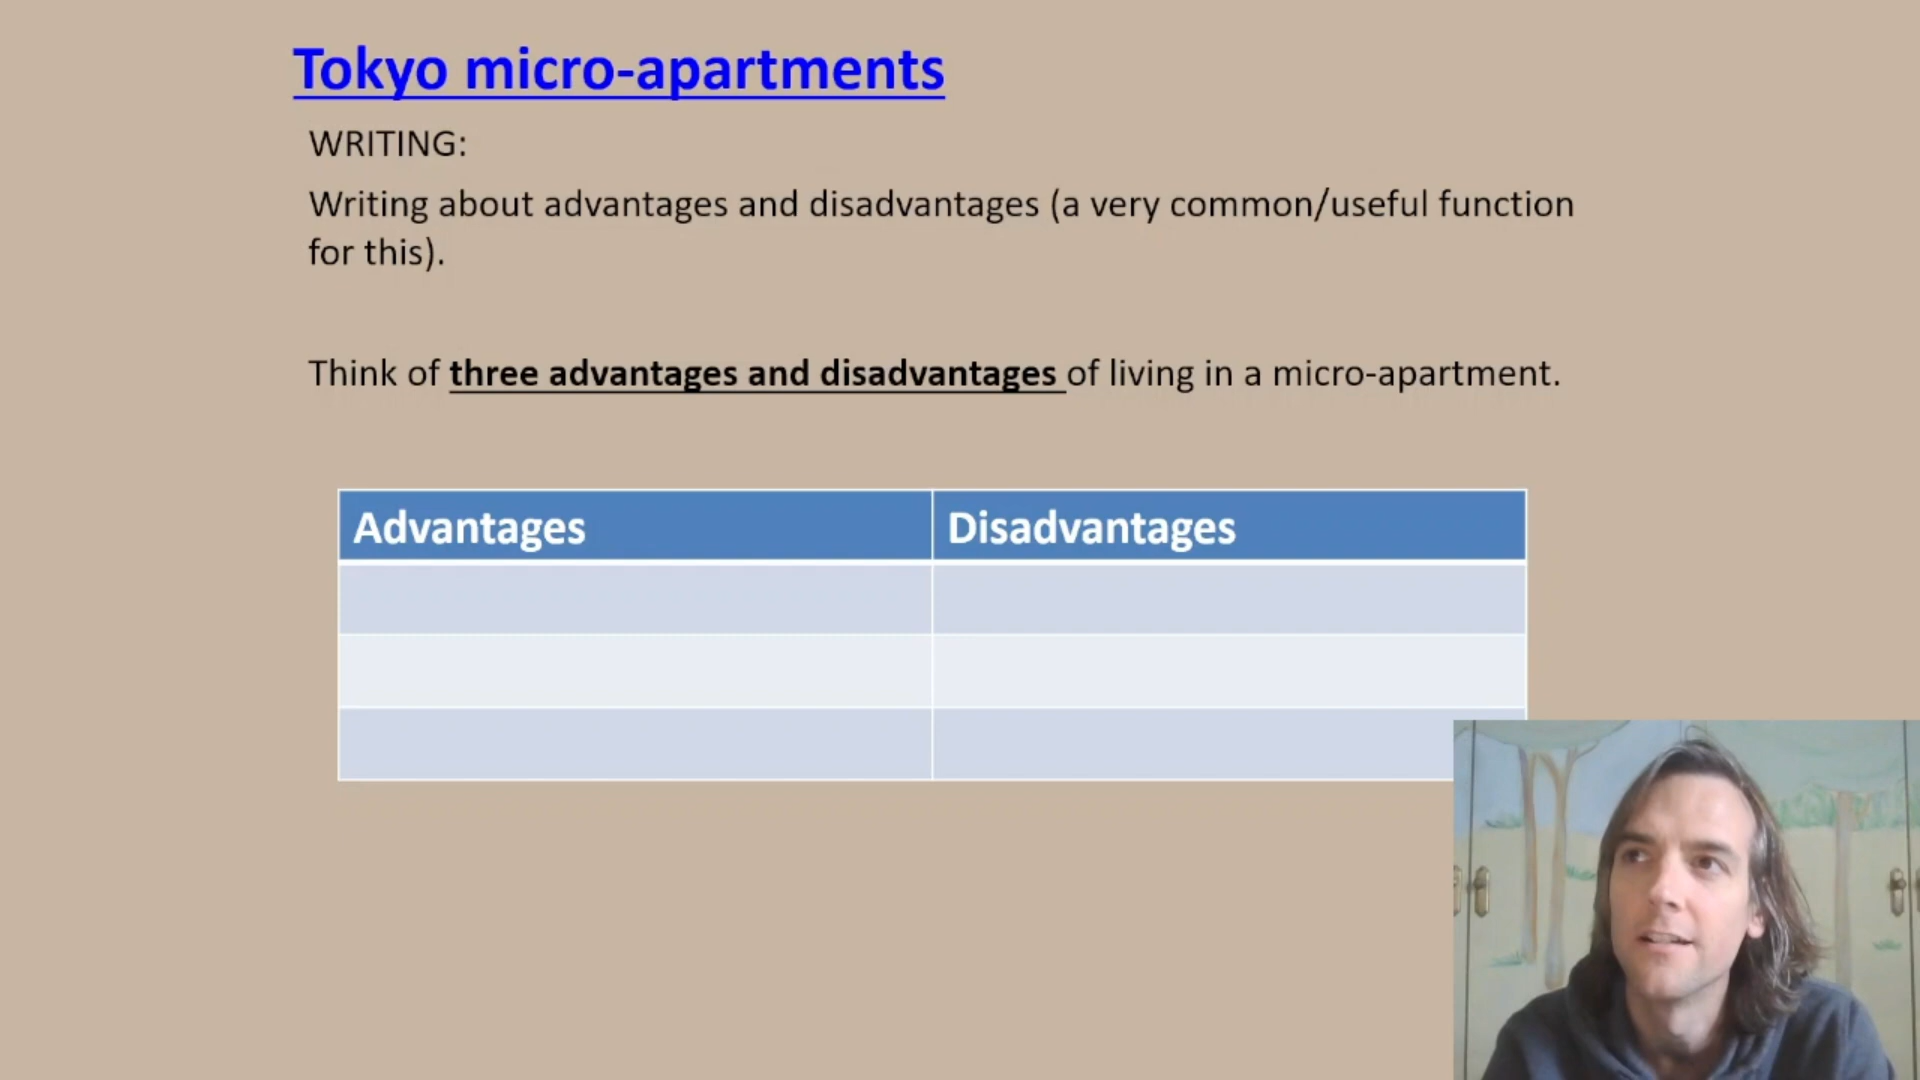 Tokyo micro-apartments
WRITING:
Writing about advantages and disadvantages (a very common/useful function
for this).
Think of three advantages and disadvantages of living in a micro-apartment.
Advantages
Disadvantages